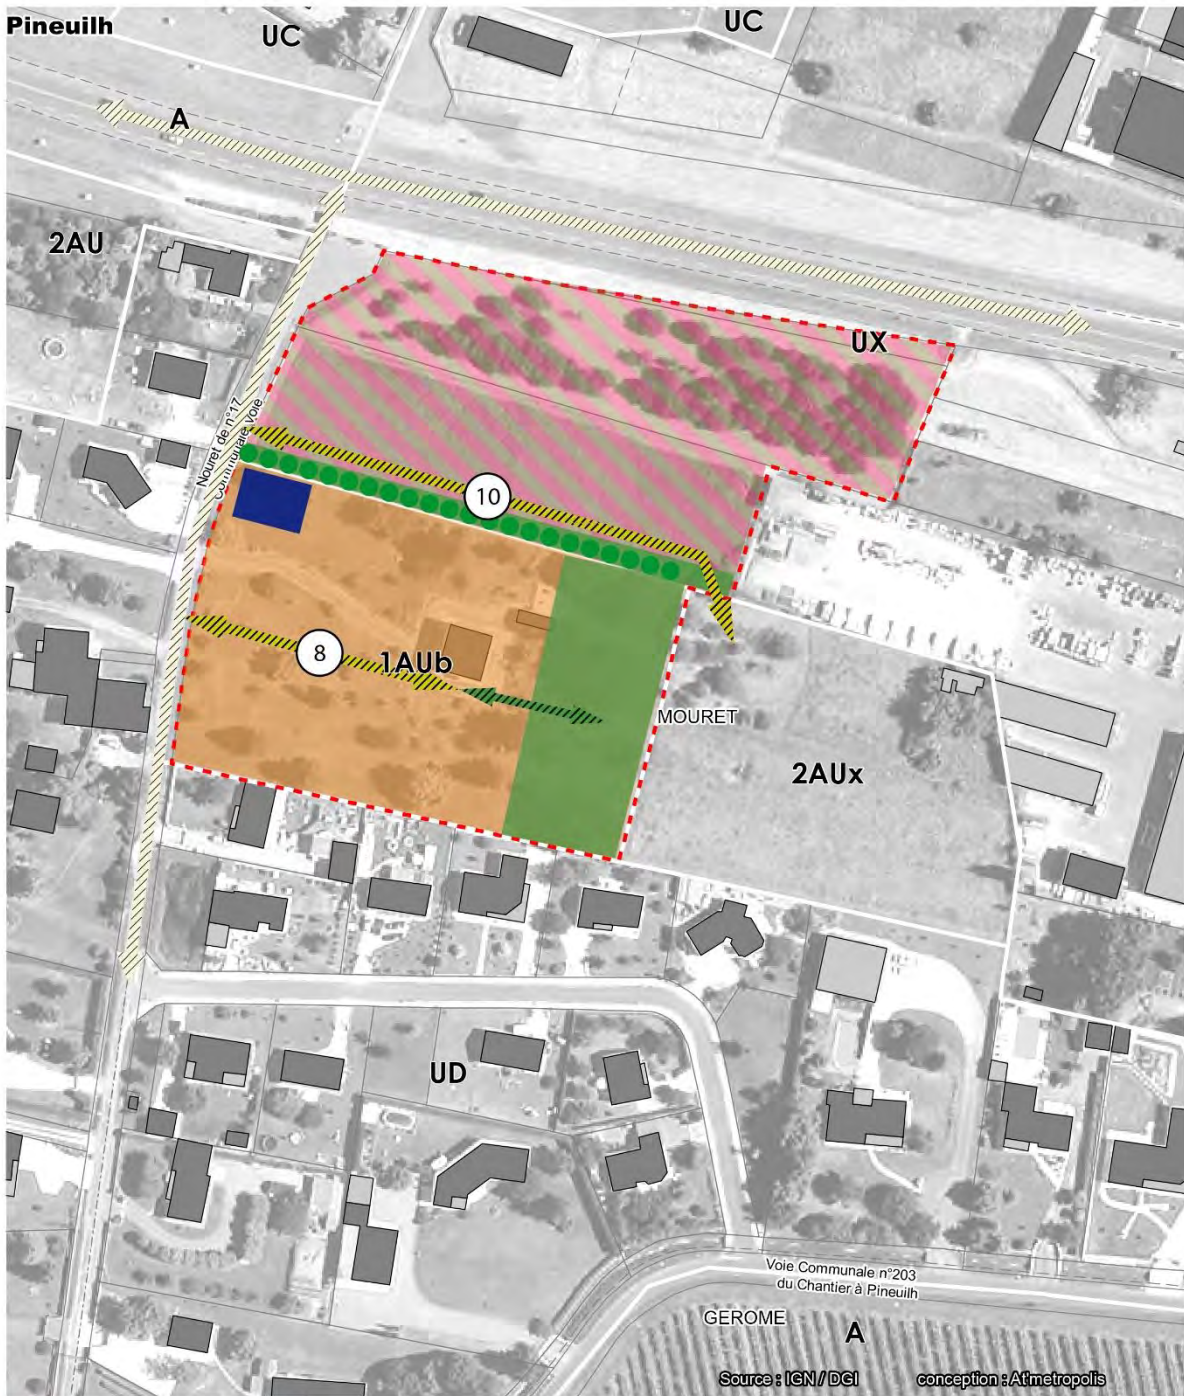 Pineuilh
UC
UC
A
2AU
UX
Nouret de n°17
Communale Voie
10
8
1AUb
MOURET
2AUx
UD
Voie Communale n°203
du Chantier à Pineuilh
GEROME
A
Source : IGN / DGI
conception : At'metropolis